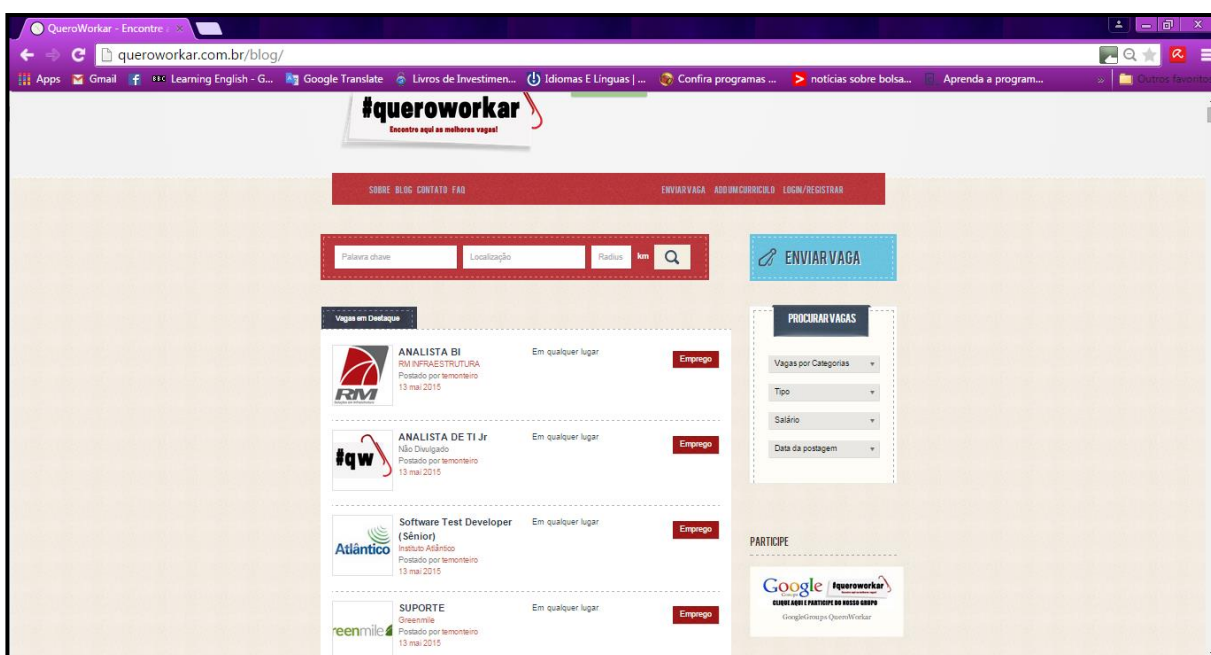 QueroWorkar - Encontre a
queroworkar.com.br/blog/
Apps Gmail BBC Learning English - G... Google Translate Livros de Investimen... Idiomas E Línguas | ... Confira programas ... noticias sobre bolsa... Aprenda a program... Outros favoritos
#queroworkar
Encontre aqui as melhores vagas!
SOBRE BLOG CONTATO FAQ ENVIAR VAGA ADD UM CURRICULO LOGIN/REGISTRAR
Palavra chave Localização Radius km
ENVIAR VAGA
Vagas em Destaque
ANALISTA BI Em qualquer lugar Emprego
RM INFRAESTRUTURA
Postado por temonteiro
13 mai 2015
RM
ANALISTA DE TI Jr Em qualquer lugar Emprego
Não Divulgado
Postado por temonteiro
13 mai 2015
#qw
Software Test Developer (Sênior) Em qualquer lugar Emprego
Instituto Atlântico
Postado por temonteiro
13 mai 2015
Atlântico
SUPORTE Em qualquer lugar Emprego
Greenmile
Postado por temonteiro
13 mai 2015
reenmile
PROCURAR VAGAS
Vagas por Categorias
Tipo
Salário
Data da postagem
PARTICIPE
Google #queroworkar
CLIQUE AQUI E PARTICIPE DO NOSSO GRUPO
GoogleGroups QueroWorkar